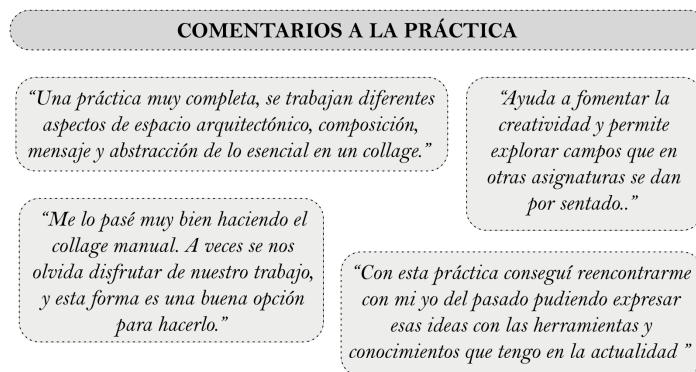 COMENTARIOS A LA PRÁCTICA
“Una práctica muy completa, se trabajan diferentes
aspectos de espacio arquitectónico, composición,
mensaje y abstracción de lo esencial en un collage.”
“Ayuda a fomentar la
creatividad y permite
explorar campos que en
otras asignaturas se dan
por sentado..”
“Me lo pasé muy bien haciendo el
collage manual. A veces se nos
olvida disfrutar de nuestro trabajo,
y esta forma es una buena opción
para hacerlo.”
“Con esta práctica conseguí reencontrarme
con mi yo del pasado pudiendo expresar
esas ideas con las herramientas y
conocimientos que tengo en la actualidad ”